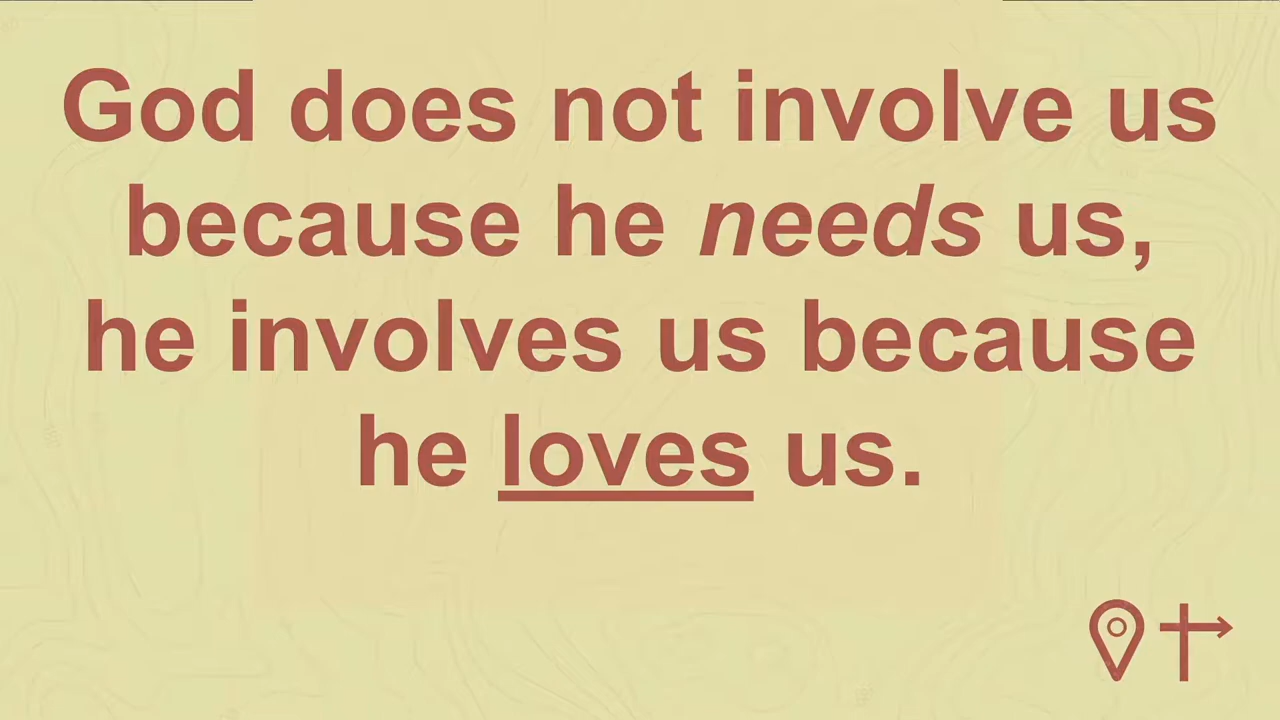 God does not involve us
because he needs us,
he involves us because
he loves us.